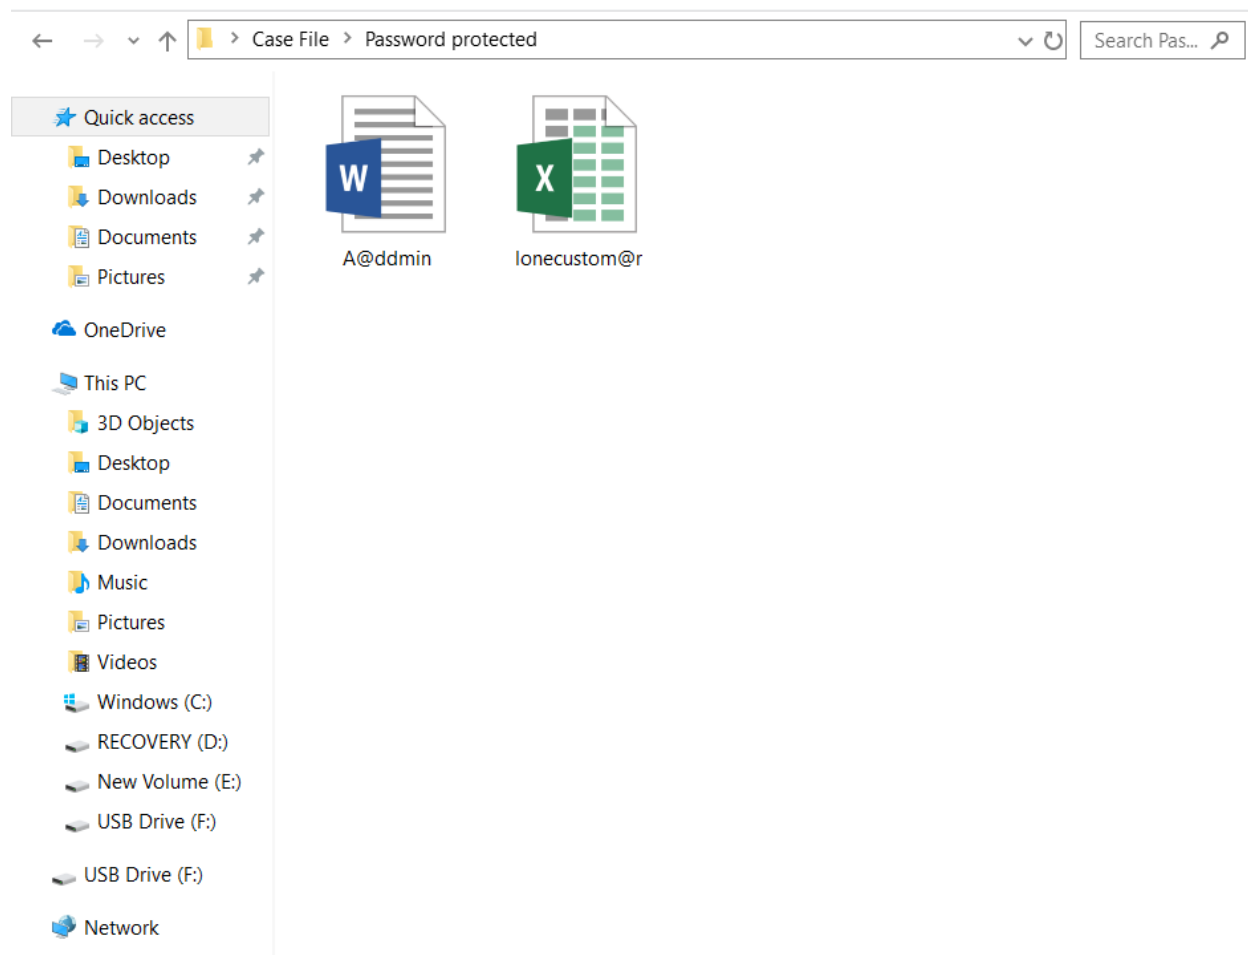 Case File > Password protected
Search Pas...
Quick access
Desktop
Downloads
Documents
Pictures
OneDrive
This PC
3D Objects
Desktop
Documents
Downloads
Music
Pictures
Videos
Windows (C:)
RECOVERY (D:)
New Volume (E:)
USB Drive (F:)
USB Drive (F:)
Network
W
X
A@ddmin
lonecustom@r